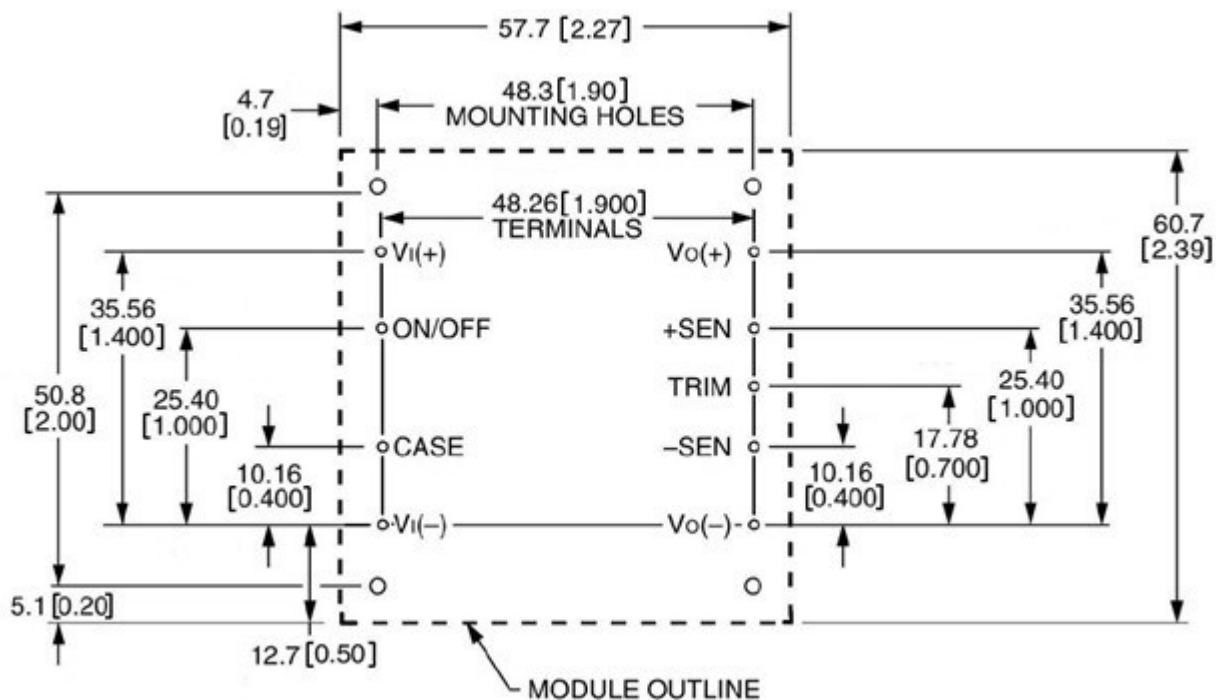 57.7 [2.27]
4.7
[0.19]
48.3[1.90]
MOUNTING HOLES
48.26[1.900]
TERMINALS
60.7
[2.39]
VI(+)
VO(+)
35.56
[1.400]
35.56
[1.400]
ON/OFF
+SEN
50.8
[2.00]
25.40
[1.000]
TRIM
25.40
[1.000]
CASE
–SEN
17.78
[0.700]
10.16
[0.400]
10.16
[0.400]
VI(–)
VO(–)
5.1 [0.20]
12.7 [0.50]
MODULE OUTLINE